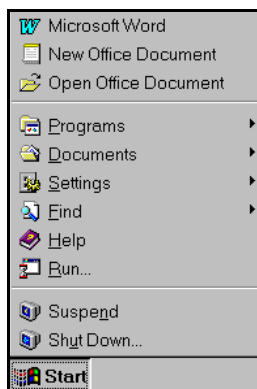 Microsoft Word
New Office Document
Open Office Document
Programs
Documents
Settings
Find
Help
Run...
Suspend
Shut Down...
Start